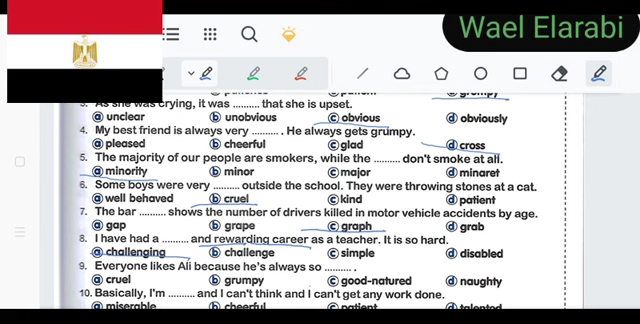 Wael Elarabi
ⓓ grumpy
3. As she was crying, it was .......... that she is upset.
ⓐ unclear ⓑ unobvious ⓒ obvious ⓓ obviously
4. My best friend is always very .......... . He always gets grumpy.
ⓐ pleased ⓑ cheerful ⓒ glad ⓓ cross
5. The majority of our people are smokers, while the .......... don't smoke at all.
ⓐ minority ⓑ minor ⓒ major ⓓ minaret
6. Some boys were very .......... outside the school. They were throwing stones at a cat.
ⓐ well behaved ⓑ cruel ⓒ kind ⓓ patient
7. The bar .......... shows the number of drivers killed in motor vehicle accidents by age.
ⓐ gap ⓑ grape ⓒ graph ⓓ grab
8. I have had a .......... and rewarding career as a teacher. It is so hard.
ⓐ challenging ⓑ challenge ⓒ simple ⓓ disabled
9. Everyone likes Ali because he's always so .......... .
ⓐ cruel ⓑ grumpy ⓒ good-natured ⓓ naughty
10. Basically, I'm .......... and I can't think and I can't get any work done.
ⓐ miserable ⓑ cheerful ⓒ patient ⓓ talented